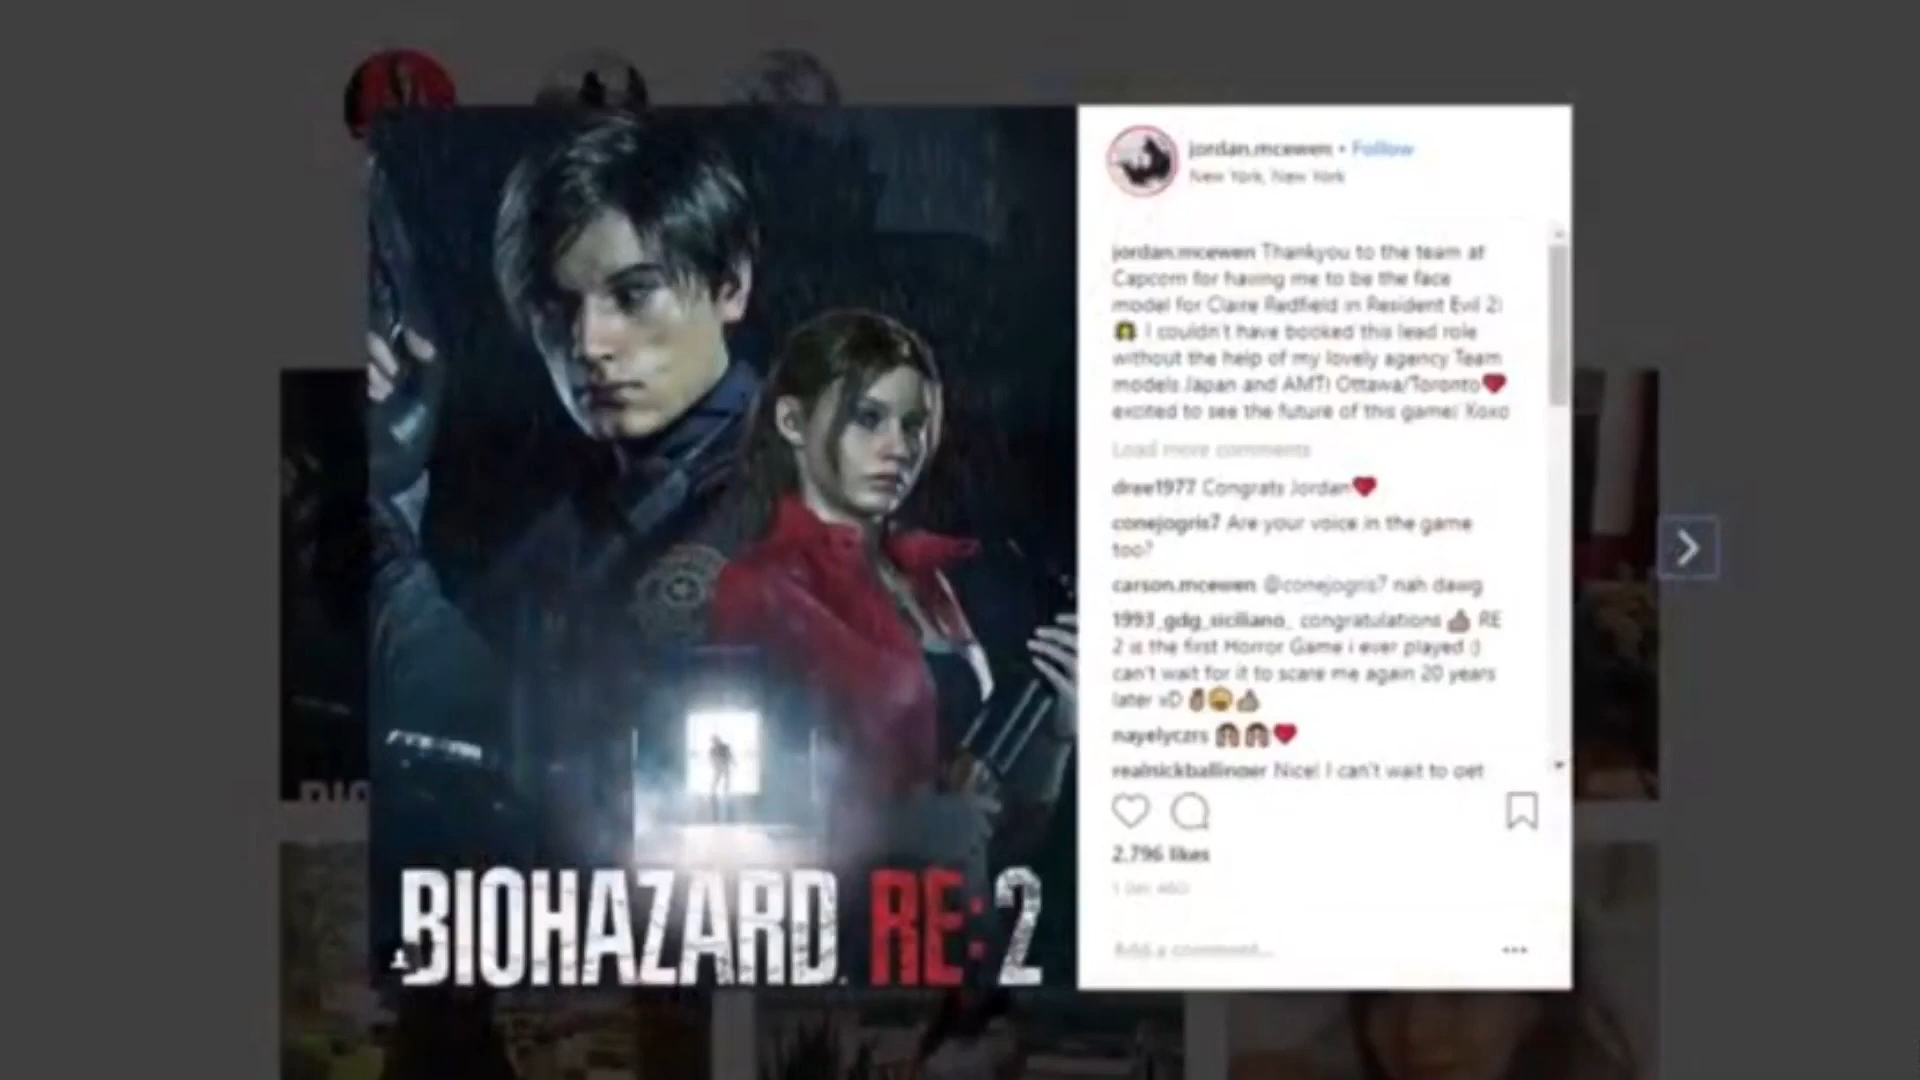 jordan.mcewen • Follow
New York, New York
jordan.mcewen Thankyou to the team at
Capcom for having me to be the face
model for Claire Redfield in Resident Evil 2!
I couldn't have booked this lead role
without the help of my lovely agency Team
models Japan and AMTI Ottawa/Toronto❤
excited to see the future of this game! Xoxo
Load more comments
dree1977 Congrats Jordan❤
conejogris7 Are your voice in the game
too?
carson.mcewen @conejogris7 nah dawg
1993_gdg_siciliano_ congratulations 👍 RE
2 is the first Horror Game i ever played :)
can't wait for it to scare me again 20 years
later xD
nayelyczrs ❤
realnickballinger Nice! I can't wait to get
2.796 likes
Add a comment...
BIOHAZARD RE:2